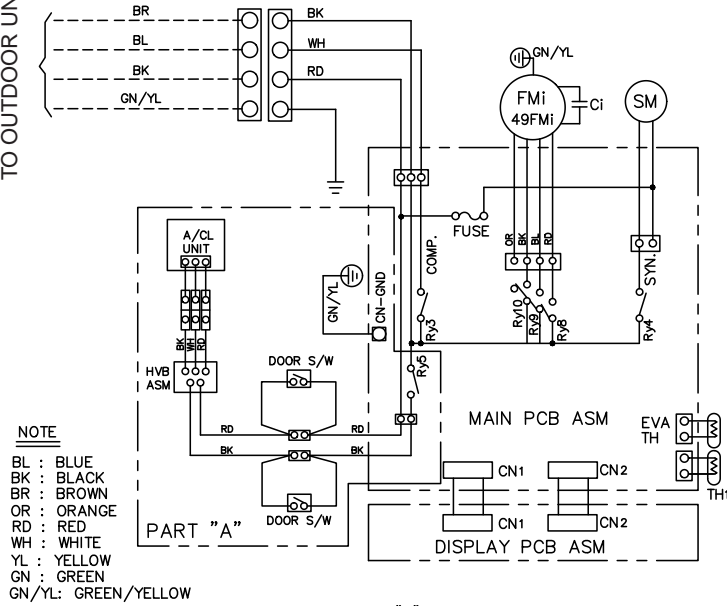 TO OUTDOOR UN
BR
BL
BK
GN/YL
BK
WH
RD
GN/YL
FMi
49FMi
Ci
SM
FUSE
OR
BK
BL
RD
SYN.
COMP.
Ry3
Ry10
Ry9
Ry8
Ry4
A/CL
UNIT
BK
WH
RD
GN/YL
CN-GND
HVB
ASM
DOOR S/W
Ry5
RD
RD
BK
BK
DOOR S/W
PART "A"
MAIN PCB ASM
EVA
TH
TH1
CN1
CN2
CN1
CN2
DISPLAY PCB ASM
NOTE
BL : BLUE
BK : BLACK
BR : BROWN
OR : ORANGE
RD : RED
WH : WHITE
YL : YELLOW
GN : GREEN
GN/YL: GREEN/YELLOW